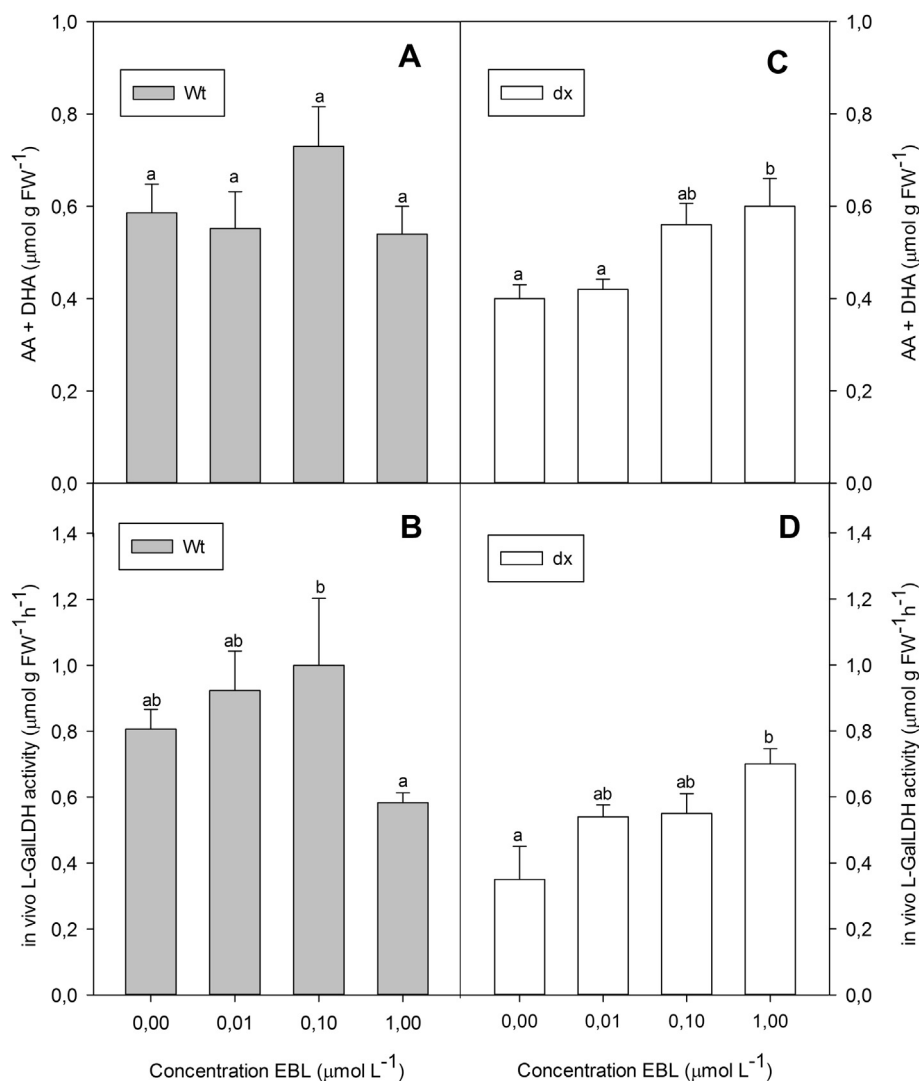 1,0
0,8
0,6
0,4
0,2
0,0
AA + DHA (μmol g FW⁻¹)
Wt
A
a
a
a
a
dx
C
a
a
ab
b
1,0
0,8
0,6
0,4
0,2
0,0
AA + DHA (μmol g FW⁻¹)
1,4
1,2
1,0
0,8
0,6
0,4
0,2
0,0
in vivo L-GalLDH activity (μmol g FW⁻¹h⁻¹)
Wt
B
ab
ab
b
a
dx
D
a
ab
ab
b
1,4
1,2
1,0
0,8
0,6
0,4
0,2
0,0
in vivo L-GalLDH activity (μmol g FW⁻¹h⁻¹)
0,00 0,01 0,10 1,00
0,00 0,01 0,10 1,00
Concentration EBL (μmol L⁻¹)
Concentration EBL (μmol L⁻¹)